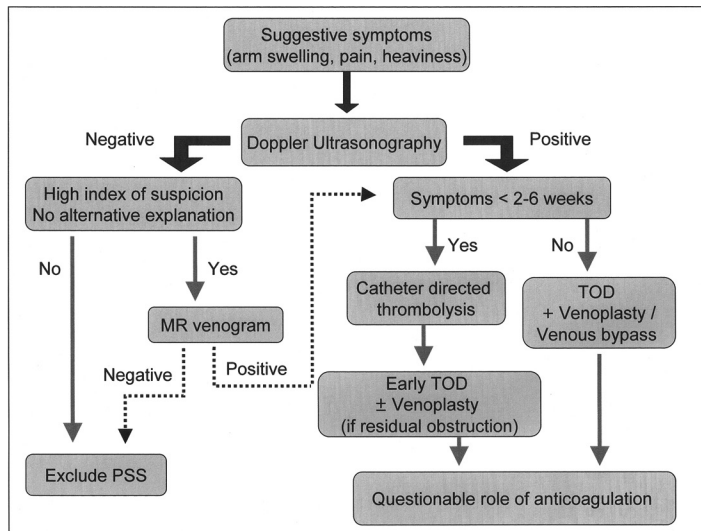 Suggestive symptoms
(arm swelling, pain, heaviness)
Negative
Doppler Ultrasonography
Positive
High index of suspicion
No alternative explanation
Symptoms < 2-6 weeks
No
Yes
Yes
No
MR venogram
Catheter directed
thrombolysis
TOD
+ Venoplasty /
Venous bypass
Negative
Positive
Early TOD
± Venoplasty
(if residual obstruction)
Exclude PSS
Questionable role of anticoagulation